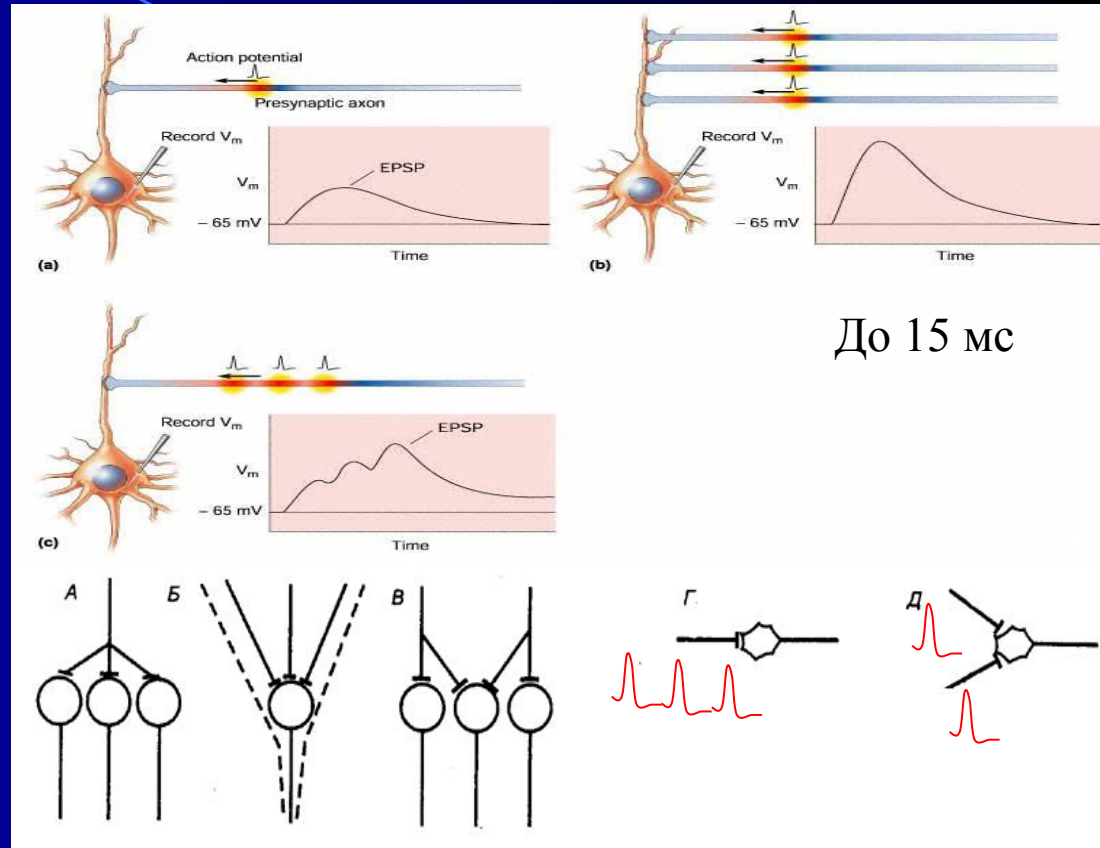 Action potential
Presynaptic axon
Record Vm
EPSP
Vm
– 65 mV
Time
(a)
Record Vm
Vm
– 65 mV
Time
(b)
До 15 мс
Record Vm
EPSP
Vm
– 65 mV
Time
(c)
А
Б
В
Г
Д